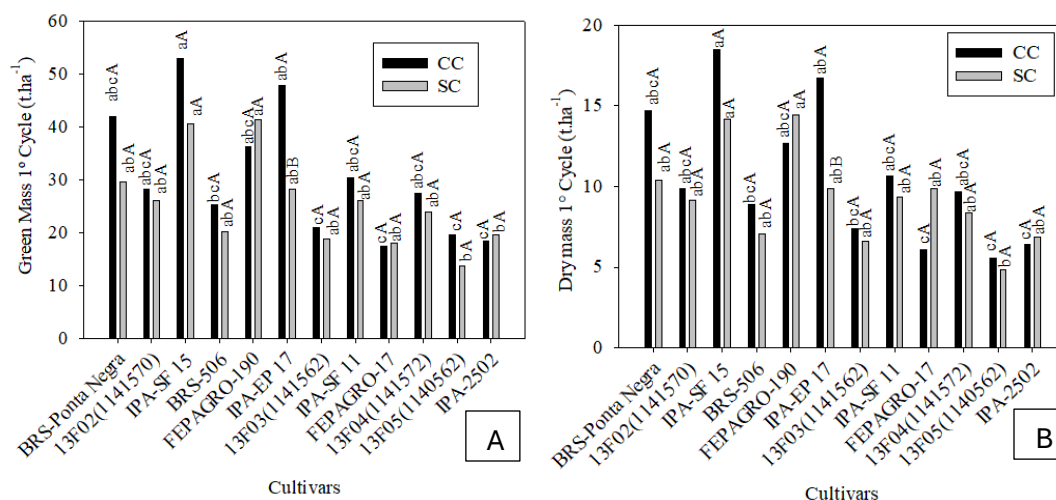 Green Mass 1° Cycle (t.ha⁻¹)
60
50
40
30
20
10
0
CC
SC
abcA
abA
abcA
abA
aA
aA
bcA
abA
abcA
aA
abA
abB
bcA
abA
abcA
abA
cA
abA
abcA
abA
cA
bA
cA
abA
BRS-Ponta Negra
13F02(1141570)
IPA-SF 15
BRS-506
FEPAGRO-190
IPA-EP 17
13F03(1141562)
IPA-SF 11
FEPAGRO-17
13F04(1141572)
13F05(1140562)
IPA-2502
Cultivars
A
Drymass 1° Cycle (t.ha⁻¹)
20
15
10
5
0
CC
SC
abcA
abA
abcA
abA
aA
aA
bcA
abA
abcA
aA
abA
abB
bcA
abA
abcA
abA
cA
abA
abcA
abA
cA
bA
cA
abA
BRS-Ponta Negra
13F02(1141570)
IPA-SF 15
BRS-506
FEPAGRO-190
IPA-EP 17
13F03(1141562)
IPA-SF 11
FEPAGRO-17
13F04(1141572)
13F05(1140562)
IPA-2502
Cultivars
B